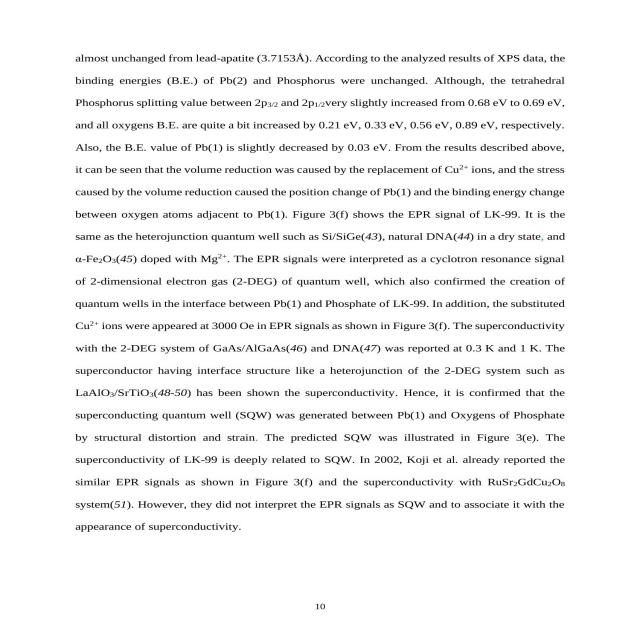 almost unchanged from lead-apatite (3.7153Å). According to the analyzed results of XPS data, the
binding energies (B.E.) of Pb(2) and Phosphorus were unchanged. Although, the tetrahedral
Phosphorus splitting value between 2p3/2 and 2p1/2very slightly increased from 0.68 eV to 0.69 eV,
and all oxygens B.E. are quite a bit increased by 0.21 eV, 0.33 eV, 0.56 eV, 0.89 eV, respectively.
Also, the B.E. value of Pb(1) is slightly decreased by 0.03 eV. From the results described above,
it can be seen that the volume reduction was caused by the replacement of Cu²⁺ ions, and the stress
caused by the volume reduction caused the position change of Pb(1) and the binding energy change
between oxygen atoms adjacent to Pb(1). Figure 3(f) shows the EPR signal of LK-99. It is the
same as the heterojunction quantum well such as Si/SiGe(43), natural DNA(44) in a dry state, and
α-Fe₂O₃(45) doped with Mg²⁺. The EPR signals were interpreted as a cyclotron resonance signal
of 2-dimensional electron gas (2-DEG) of quantum well, which also confirmed the creation of
quantum wells in the interface between Pb(1) and Phosphate of LK-99. In addition, the substituted
Cu²⁺ ions were appeared at 3000 Oe in EPR signals as shown in Figure 3(f). The superconductivity
with the 2-DEG system of GaAs/AlGaAs(46) and DNA(47) was reported at 0.3 K and 1 K. The
superconductor having interface structure like a heterojunction of the 2-DEG system such as
LaAlO₃/SrTiO₃(48-50) has been shown the superconductivity. Hence, it is confirmed that the
superconducting quantum well (SQW) was generated between Pb(1) and Oxygens of Phosphate
by structural distortion and strain. The predicted SQW was illustrated in Figure 3(e). The
superconductivity of LK-99 is deeply related to SQW. In 2002, Koji et al. already reported the
similar EPR signals as shown in Figure 3(f) and the superconductivity with RuSr₂GdCu₂O₈
system(51). However, they did not interpret the EPR signals as SQW and to associate it with the
appearance of superconductivity.
10